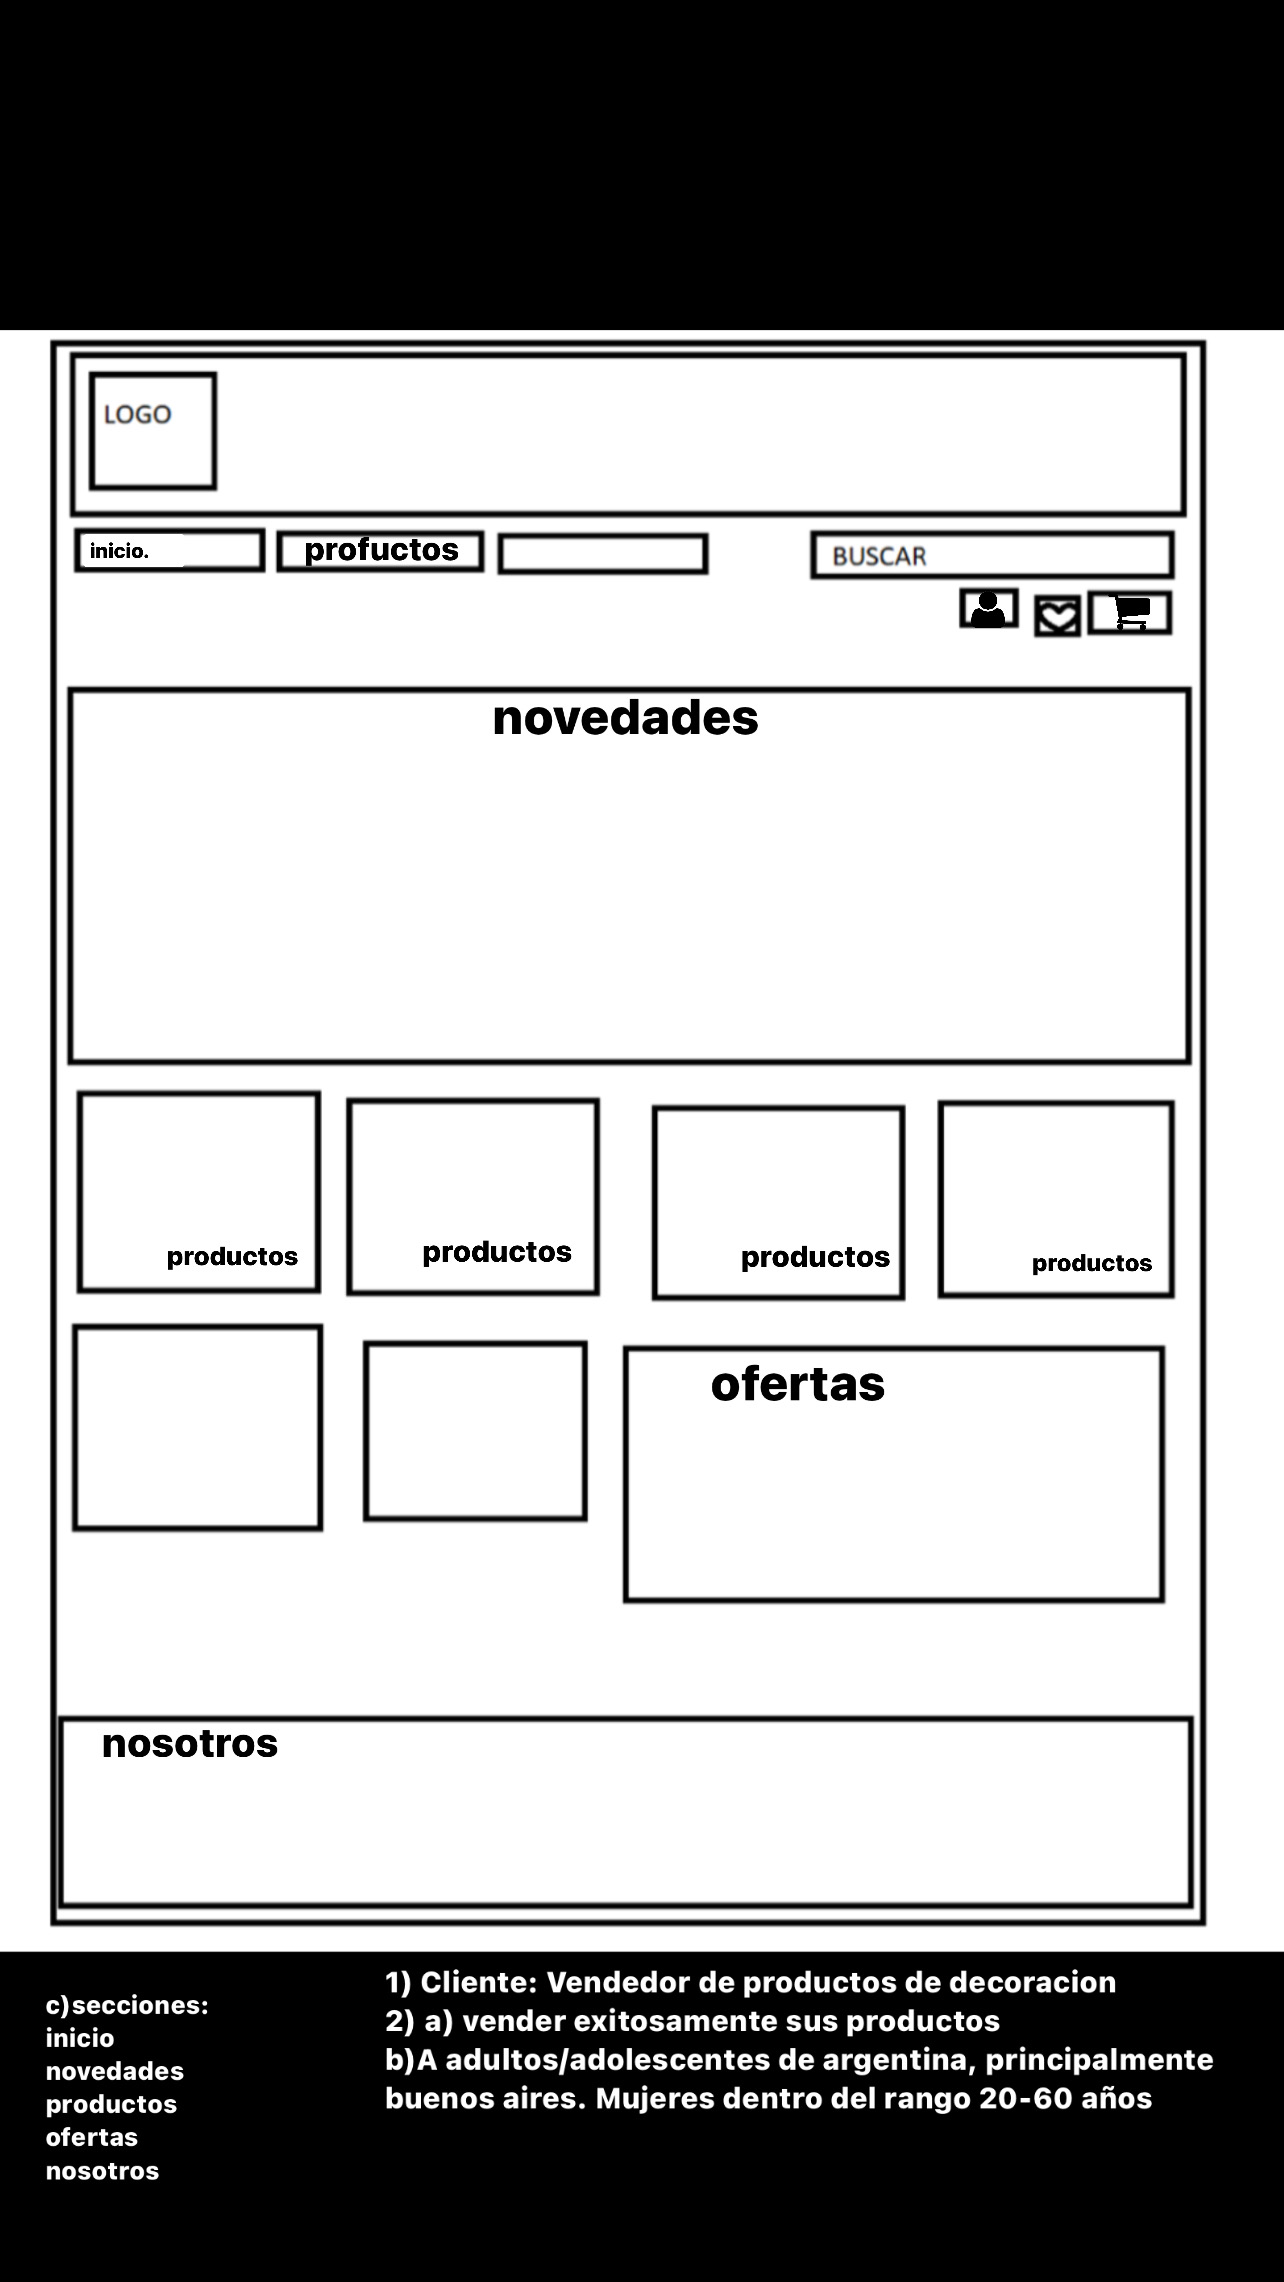 LOGO
inicio.
profuctos
BUSCAR
novedades
productos
productos
productos
productos
ofertas
nosotros
c)secciones:
inicio
novedades
productos
ofertas
nosotros
1) Cliente: Vendedor de productos de decoracion
2) a) vender exitosamente sus productos
b)A adultos/adolescentes de argentina, principalmente
buenos aires. Mujeres dentro del rango 20-60 años